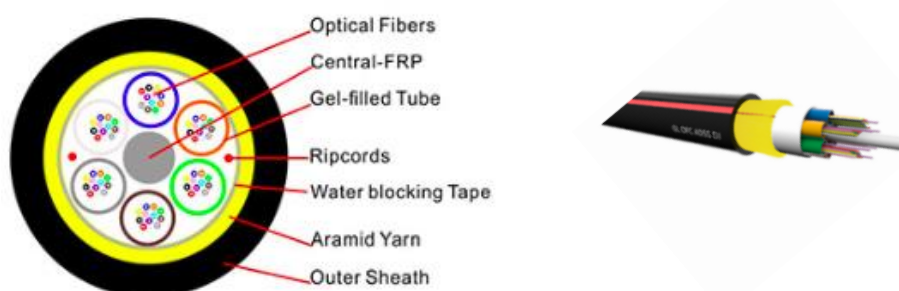 Optical Fibers
Central-FRP
Gel-filled Tube
Ripcords
Water blocking Tape
Aramid Yarn
Outer Sheath